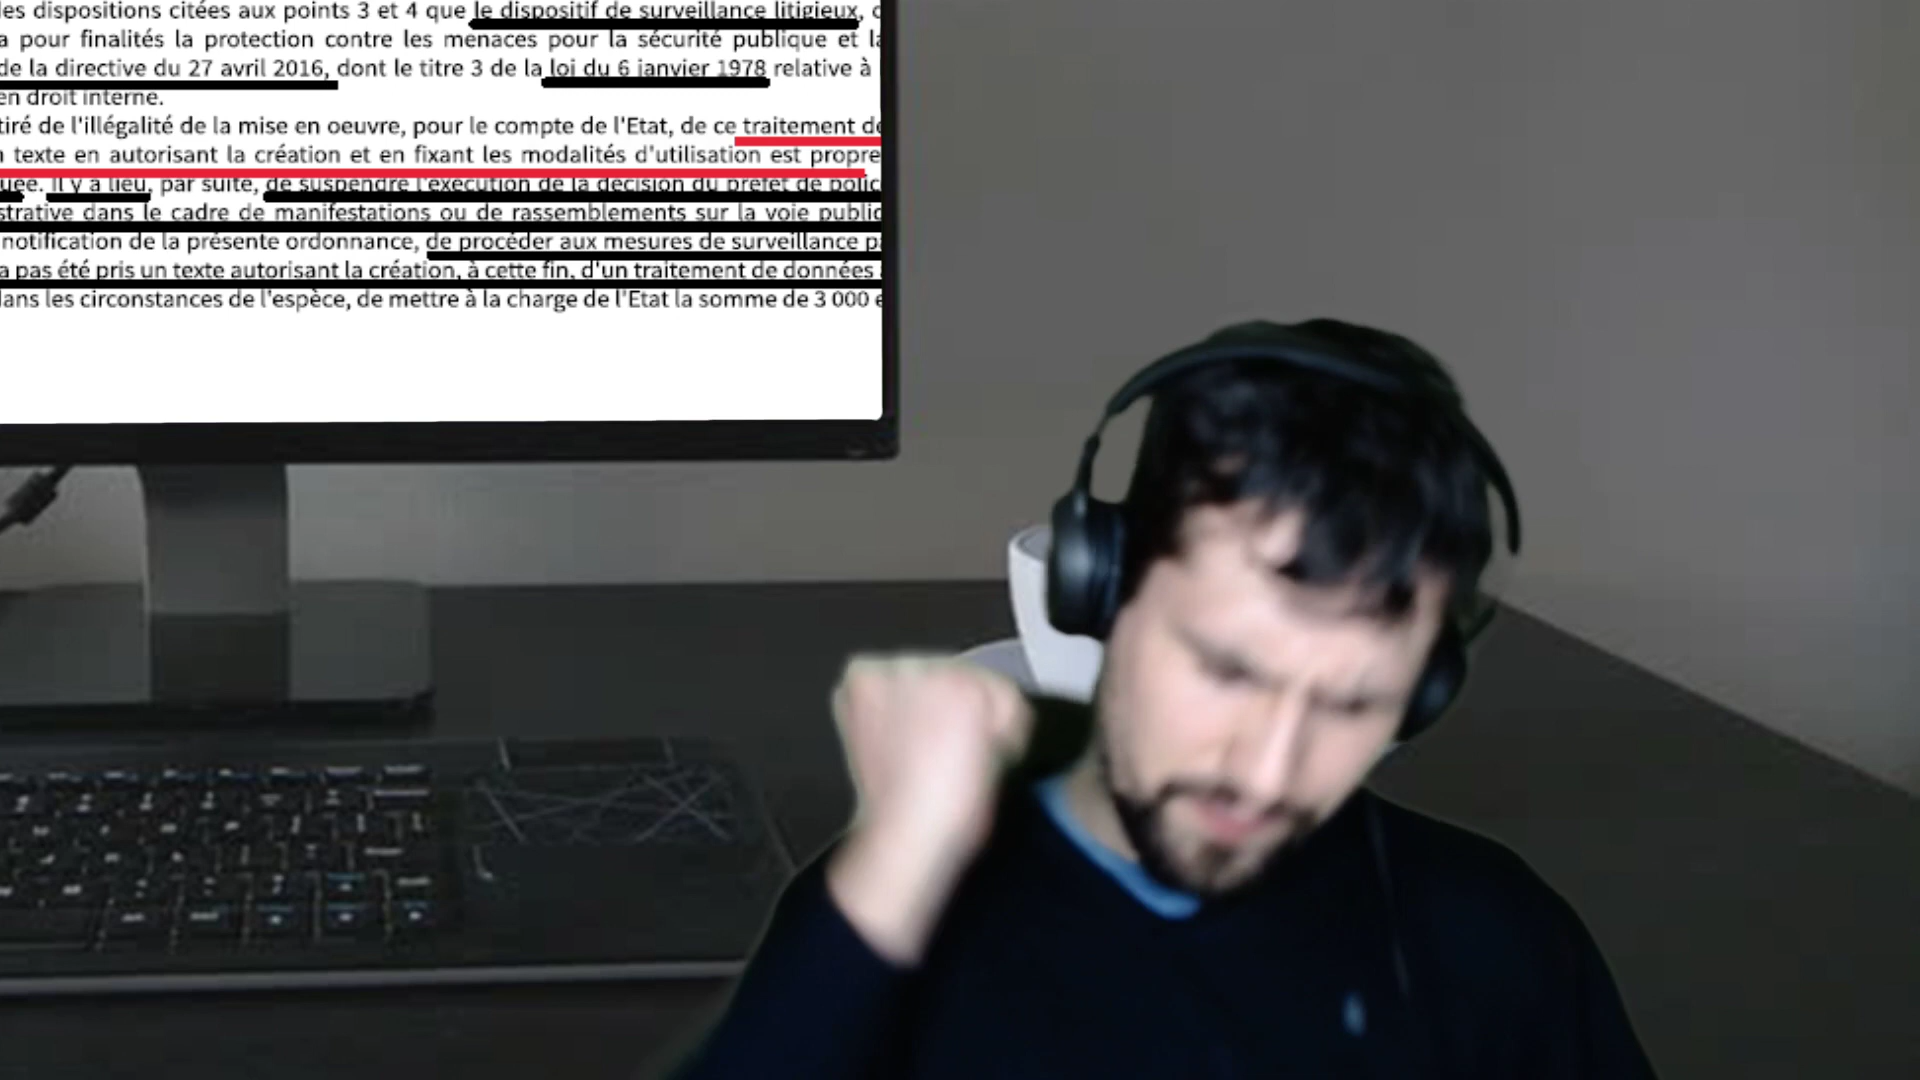 les dispositions citées aux points 3 et 4 que le dispositif de surveillance litigieux,
a pour finalités la protection contre les menaces pour la sécurité publique et la
de la directive du 27 avril 2016, dont le titre 3 de la loi du 6 janvier 1978 relative à
en droit interne.
tiré de l'illégalité de la mise en oeuvre, pour le compte de l'Etat, de ce traitement de
texte en autorisant la création et en fixant les modalités d'utilisation est propre
Il y a lieu, par suite, de suspendre l'exécution de la décision du préfet de polic
strative dans le cadre de manifestations ou de rassemblements sur la voie public
notification de la présente ordonnance, de procéder aux mesures de surveillance pa
a pas été pris un texte autorisant la création, à cette fin, d'un traitement de données
dans les circonstances de l'espèce, de mettre à la charge de l'Etat la somme de 3 000 e